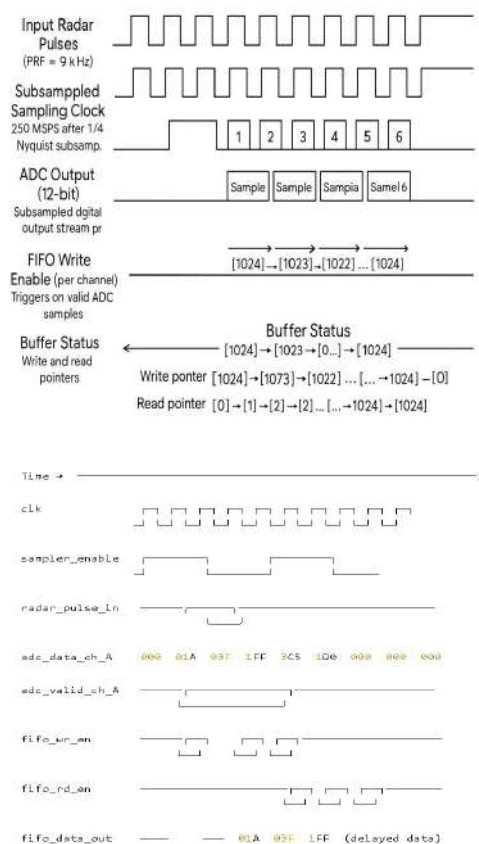 Input Radar
Pulses
(PRF = 9 kHz)
Subsamppled
Sampling Clock
250 MSPS after 1/4
Nyquist subsamp.
1 2 3 4 5 6
ADC Output
(12-bit)
Subsampled dgital
output stream pr
Sample Sample Sampia Samel 6
FIFO Write
Enable (per channel)
Triggers on valid ADC
samples
[1024]→[1023]→[1022] ... [1024]
Buffer Status
Write and read
pointers
Buffer Status
[1024]→[1023→[0...]→[1024]
Write ponter [1024]→[1073]→[1022] ... [... →1024]–[0]
Read pointer [0]→[1]→[2]→[2] ... [...→1024]→[1024]
Time →
clk
sampler_enable
radar_pulse_in
adc_data_ch_A 000 01A 03F 1FF 3C5 1D0 000 000 000
adc_valid_ch_A
fifo_wr_en
fifo_rd_en
fifo_data_out 01A 03F 1FF (delayed data)